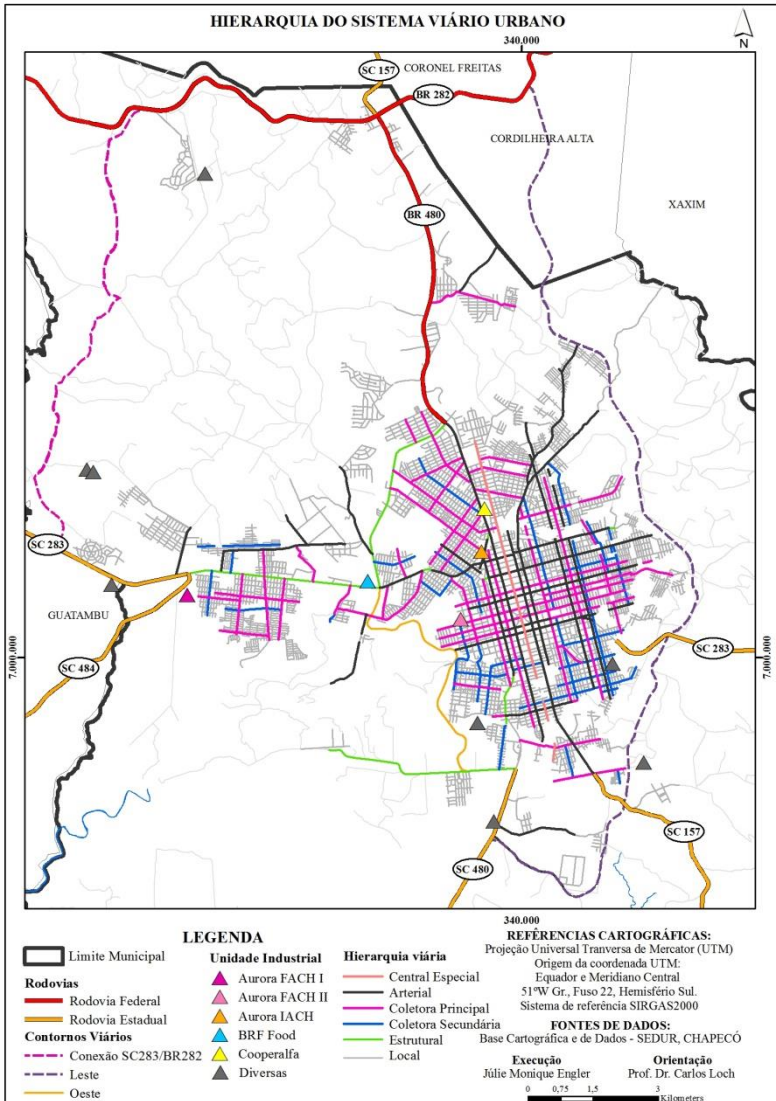 HIERARQUIA DO SISTEMA VIÁRIO URBANO
340.000
N
SC 157
CORONEL FREITAS
BR 282
CORDILHEIRA ALTA
XAXIM
BR 480
SC 283
GUATAMBU
SC 484
7,000.000
7,000.000
SC 283
SC 157
SC 480
340.000
LEGENDA
Limite Municipal
Rodovias
Rodovia Federal
Rodovia Estadual
Contornos Viários
Conexão SC283/BR282
Leste
Oeste
Unidade Industrial
Aurora FACH I
Aurora FACH II
Aurora IACH
BRF Food
Cooperalfa
Diversas
Hierarquia viária
Central Especial
Arterial
Coletora Principal
Coletora Secundária
Estrutural
Local
REFÊRENCIAS CARTOGRÁFICAS:
Projeção Universal Tranversa de Mercator (UTM)
Origem da coordenada UTM:
Equador e Meridiano Central
51ºW Gr., Fuso 22, Hemisfério Sul.
Sistema de referência SIRGAS2000
FONTES DE DADOS:
Base Cartográfica e de Dados - SEDUR, CHAPECÓ
Execução
Júlie Monique Engler
Orientação
Prof. Dr. Carlos Loch
0 0,75 1,5 3
Kilometers